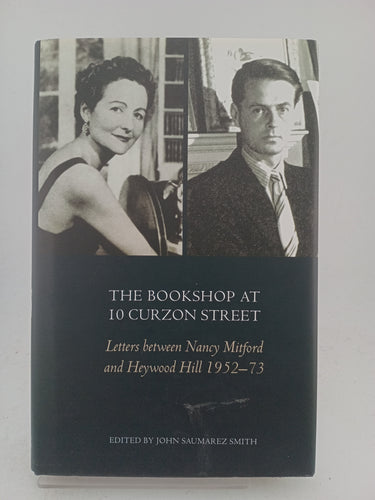 THE BOOKSHOP AT
10 CURZON STREET
Letters between Nancy Mitford
and Heywood Hill 1952–73
EDITED BY JOHN SAUMAREZ SMITH